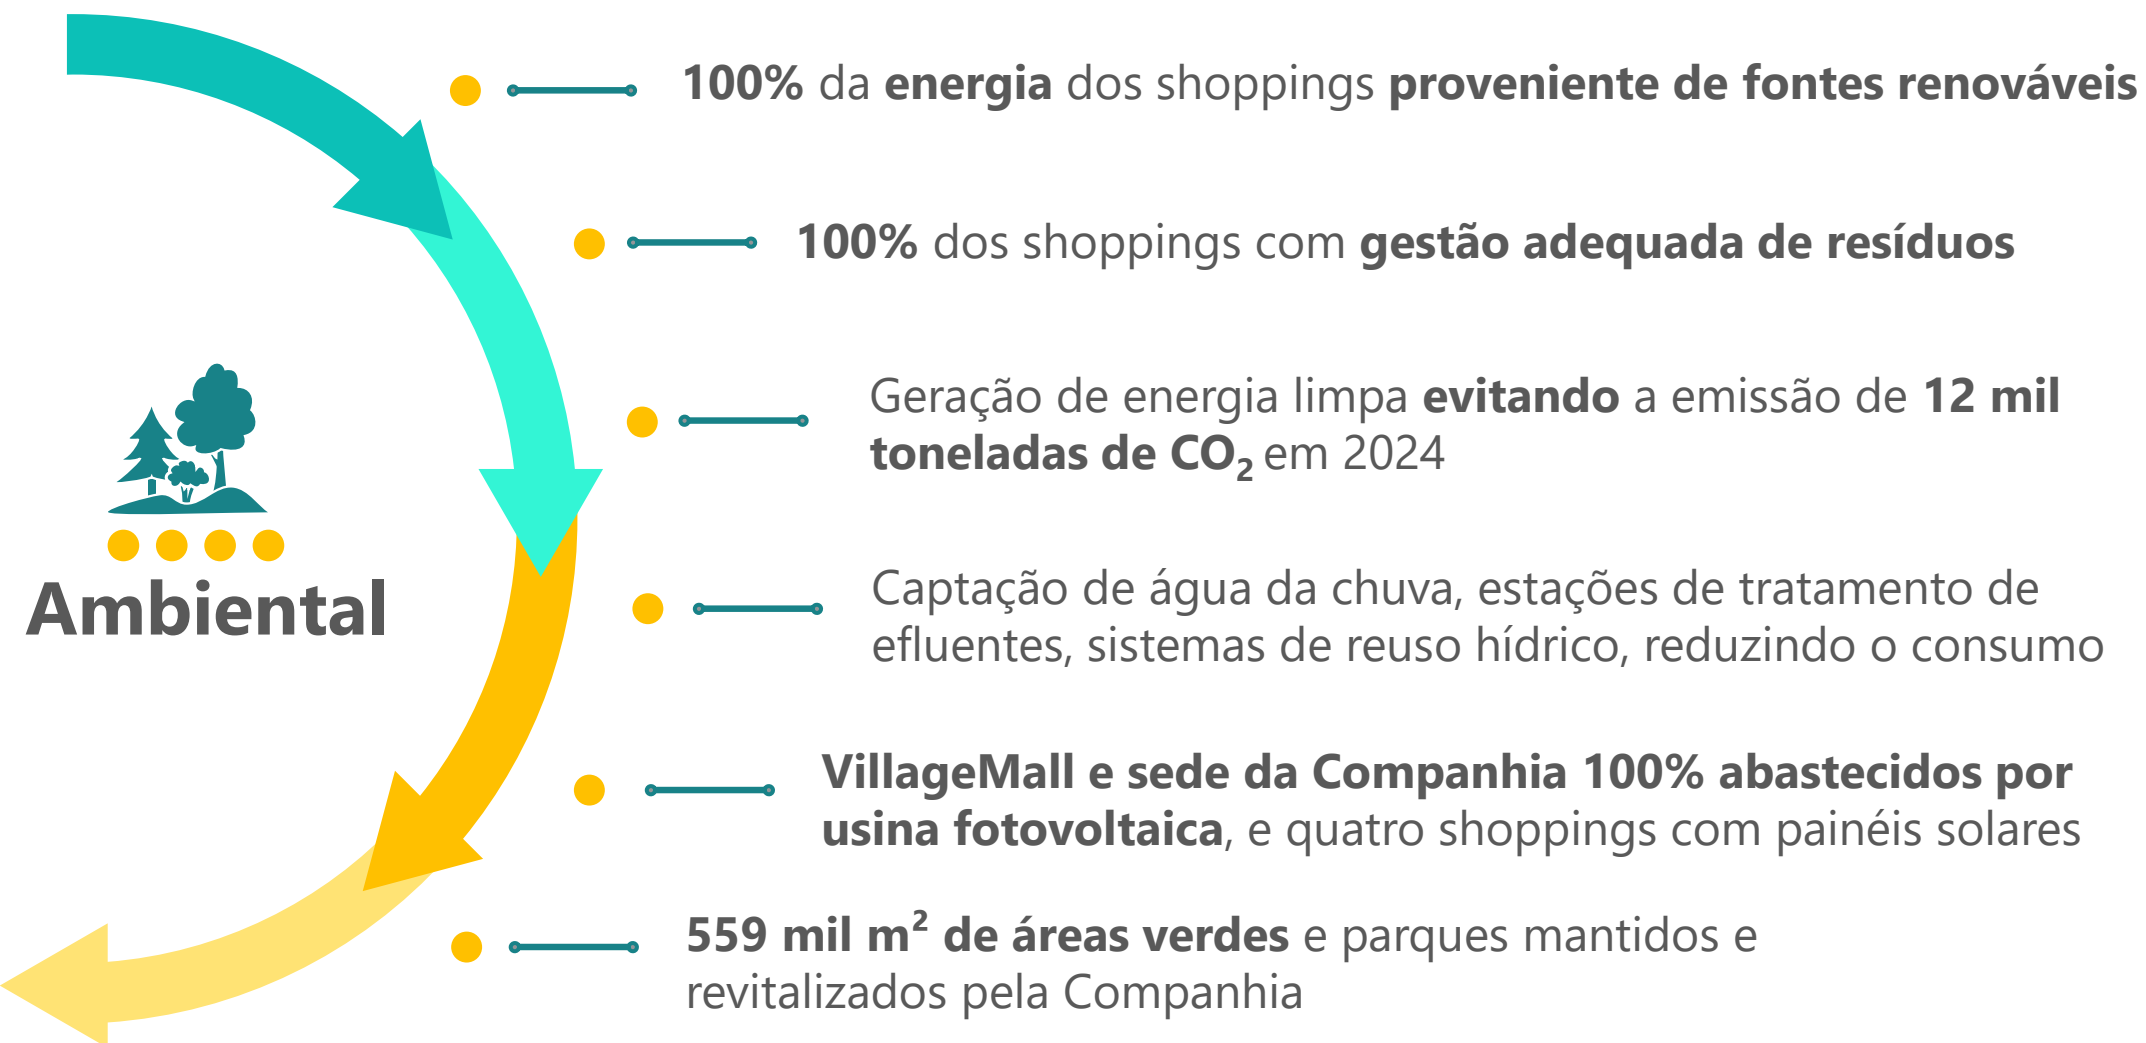 100% da energia dos shoppings proveniente de fontes renováveis
100% dos shoppings com gestão adequada de resíduos
Geração de energia limpa evitando a emissão de 12 mil
toneladas de CO₂ em 2024
Ambiental
Captação de água da chuva, estações de tratamento de
efluentes, sistemas de reuso hídrico, reduzindo o consumo
VillageMall e sede da Companhia 100% abastecidos por
usina fotovoltaica, e quatro shoppings com painéis solares
559 mil m² de áreas verdes e parques mantidos e
revitalizados pela Companhia